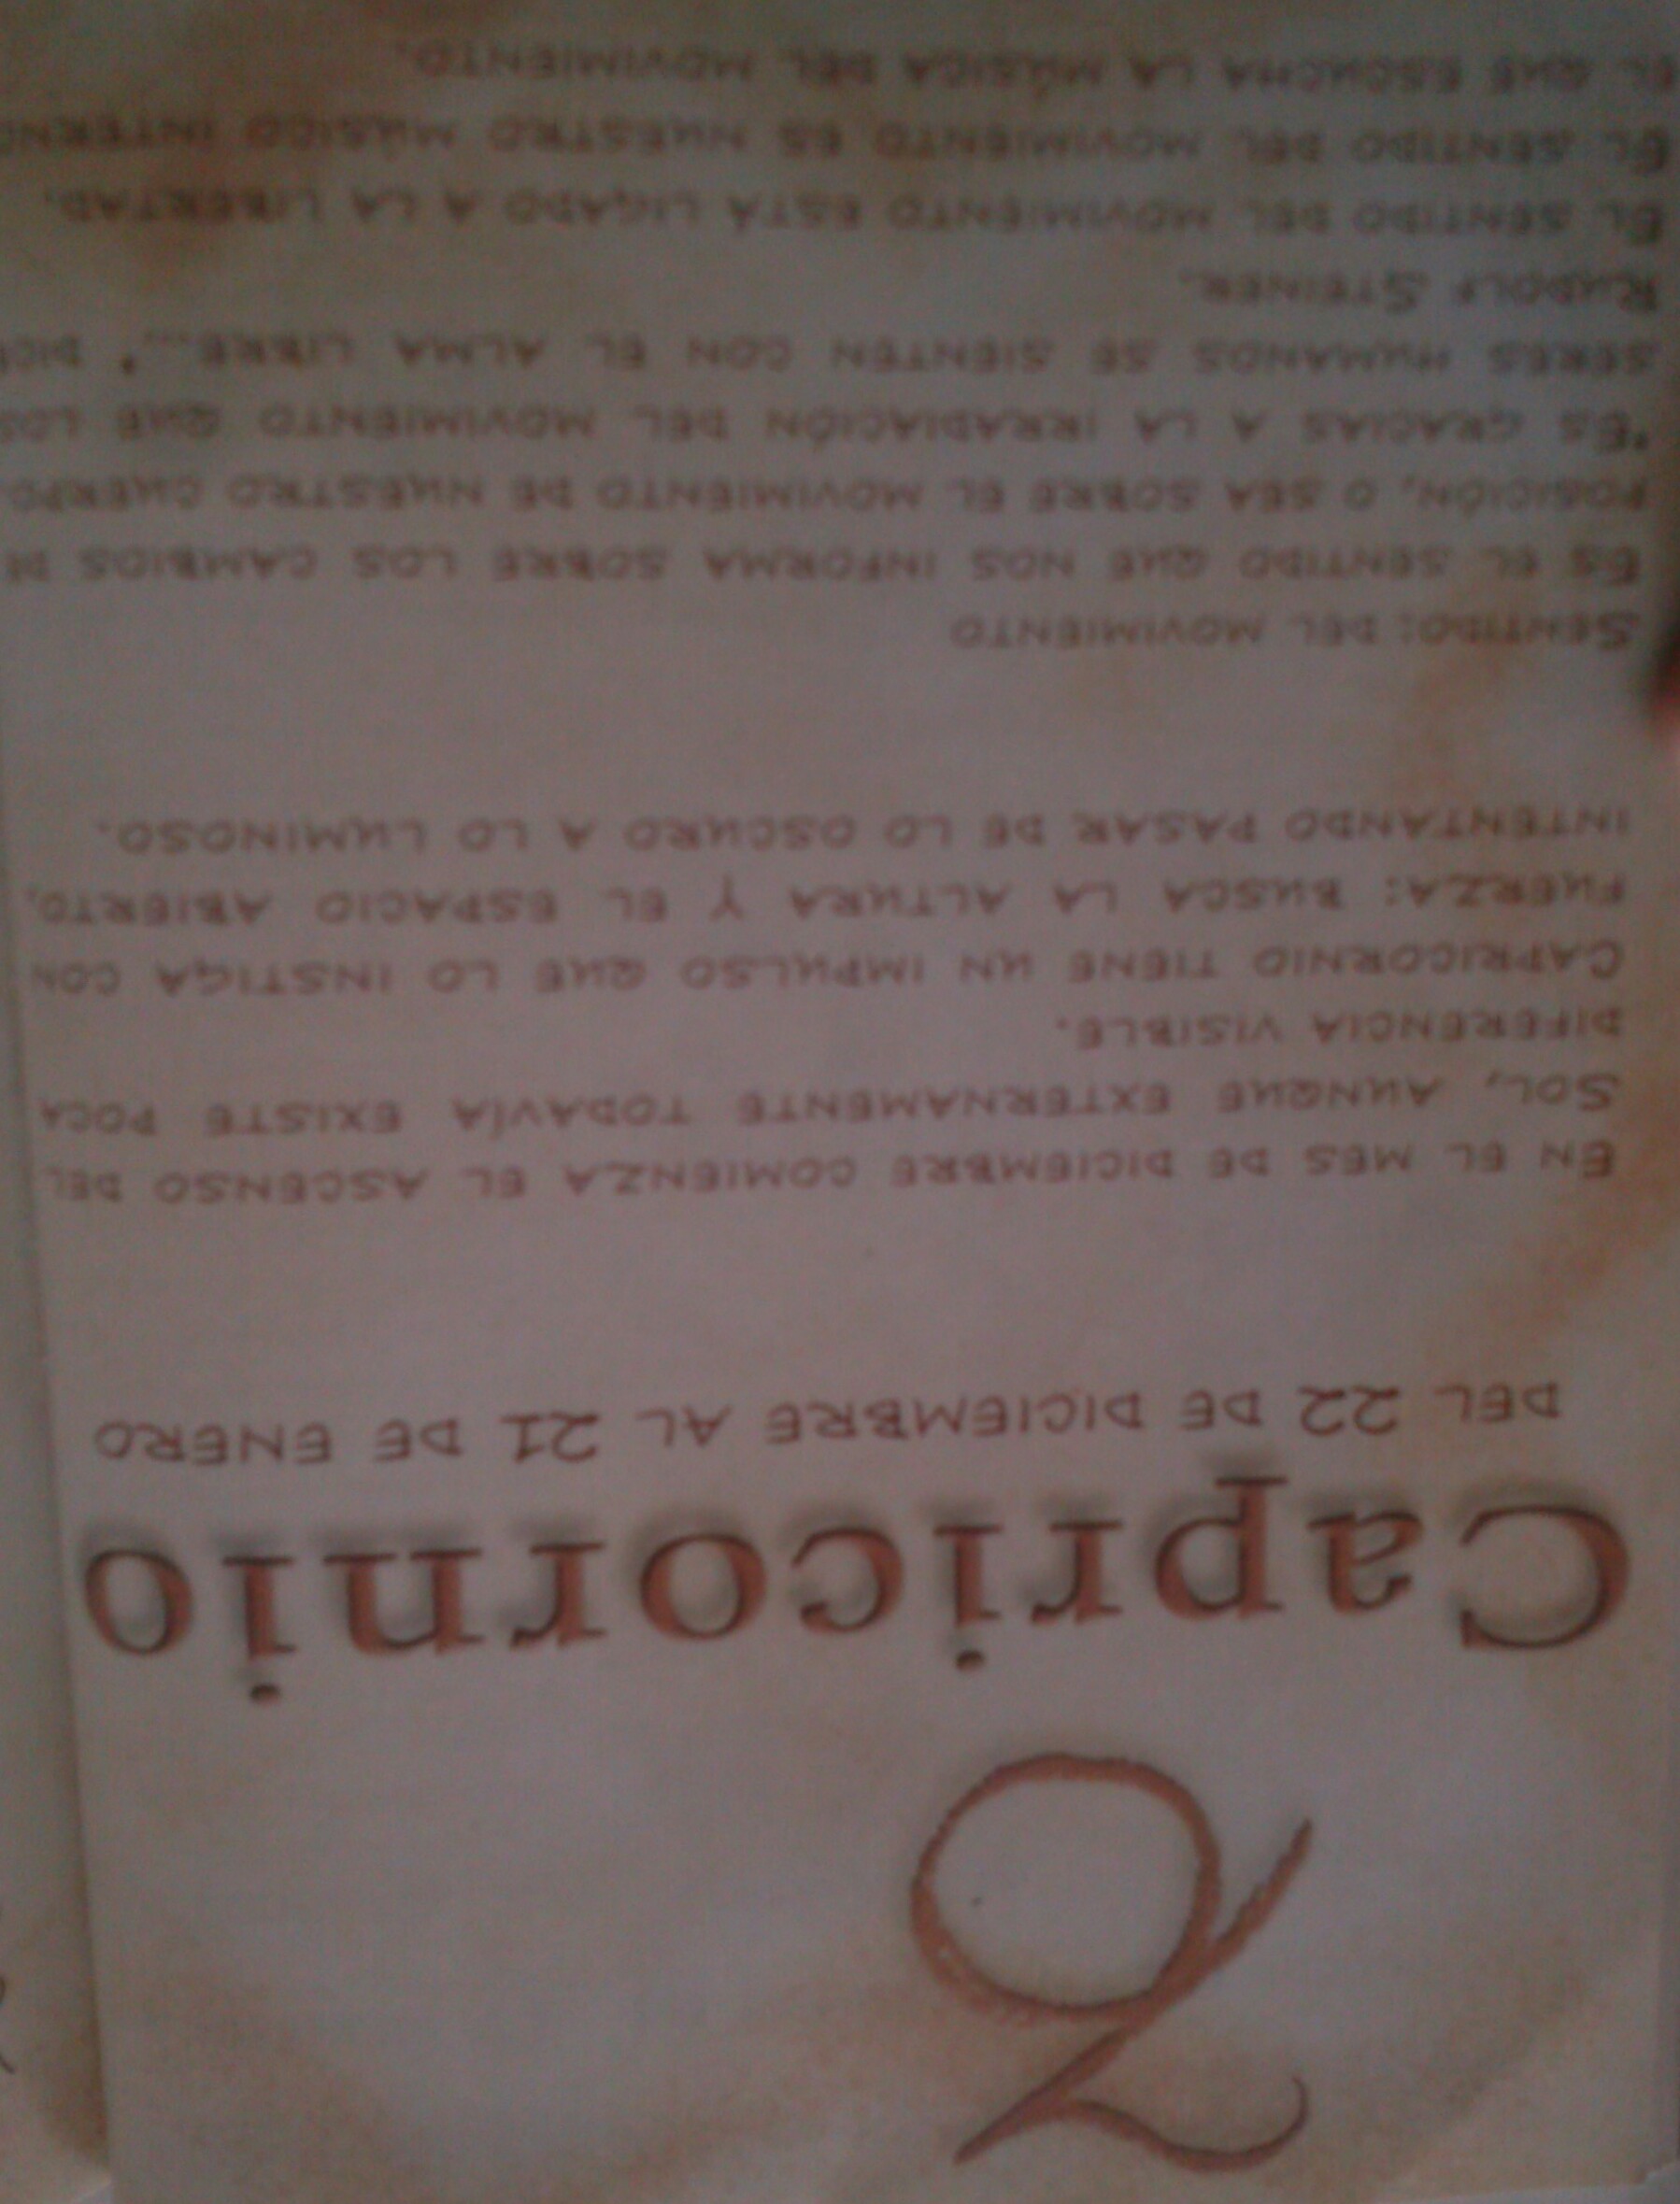 Capricornio
DEL 22 DE DICIEMBRE AL 21 DE ENERO
EN EL MES DE DICIEMBRE COMIENZA EL ASCENSO DEL
SOL, AUNQUE EXTERNAMENTE TODAVÍA EXISTE POCA
DIFERENCIA VISIBLE.
CAPRICORNIO TIENE UN IMPULSO QUE LO INSTIGA CON
FUERZA: BUSCA LA ALTURA Y EL ESPACIO ABIERTO,
INTENTANDO PASAR DE LO OSCURO A LO LUMINOSO.
SENTIDO: DEL MOVIMIENTO
ES EL SENTIDO QUE NOS INFORMA SOBRE LOS CAMBIOS DE
POSICIÓN, O SEA SOBRE EL MOVIMIENTO DE NUESTRO CUERPO.
"ES GRACIAS A LA IRRADIACIÓN DEL MOVIMIENTO QUE LOS
SERES HUMANOS SE SIENTEN CON EL ALMA LIBRE...", DICE
RUDOLF STEINER.
EL SENTIDO DEL MOVIMIENTO ESTÁ LIGADO A LA LIBERTAD.
EL SENTIDO DEL MOVIMIENTO ES NUESTRO MÚSICO INTERNO
EL QUE ESCUCHA LA MÚSICA DEL MOVIMIENTO.